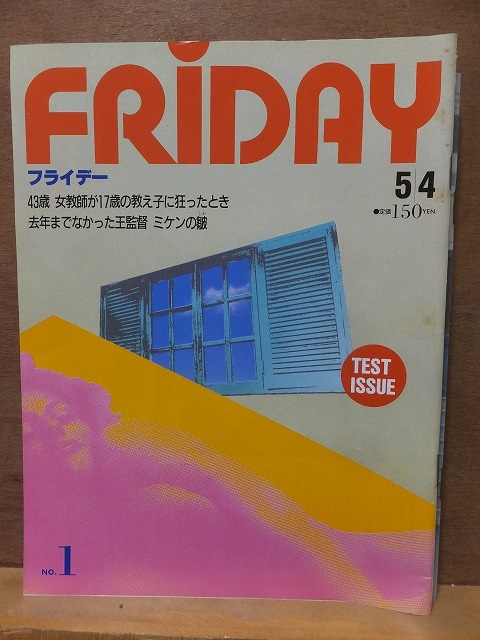 FRiDAY
フライデー
43歳 女教師が17歳の教え子に狂ったとき
去年までなかった王監督 ミケンの皺
5/4
●定価150YEN
TEST
ISSUE
NO.1